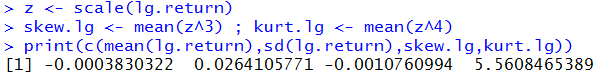 > z <- scale(lg.return)
> skew.lg <- mean(z^3) ; kurt.lg <- mean(z^4)
> print(c(mean(lg.return),sd(lg.return),skew.lg,kurt.lg))
[1] -0.0003830322  0.0264105771 -0.0010760994  5.5608465389